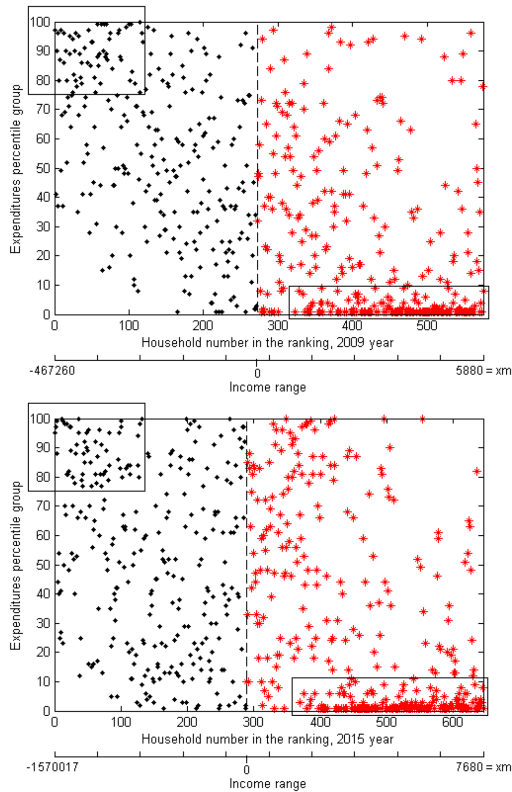 100
90
80
70
60
50
40
30
20
10
0
Expenditures percentile group
0 100 200 300 400 500
Household number in the ranking, 2009 year
-467260 0 5880 = xm
Income range
100
90
80
70
60
50
40
30
20
10
0
Expenditures percentile group
0 100 200 300 400 500 600
Household number in the ranking, 2015 year
-1570017 0 7680 = xm
Income range